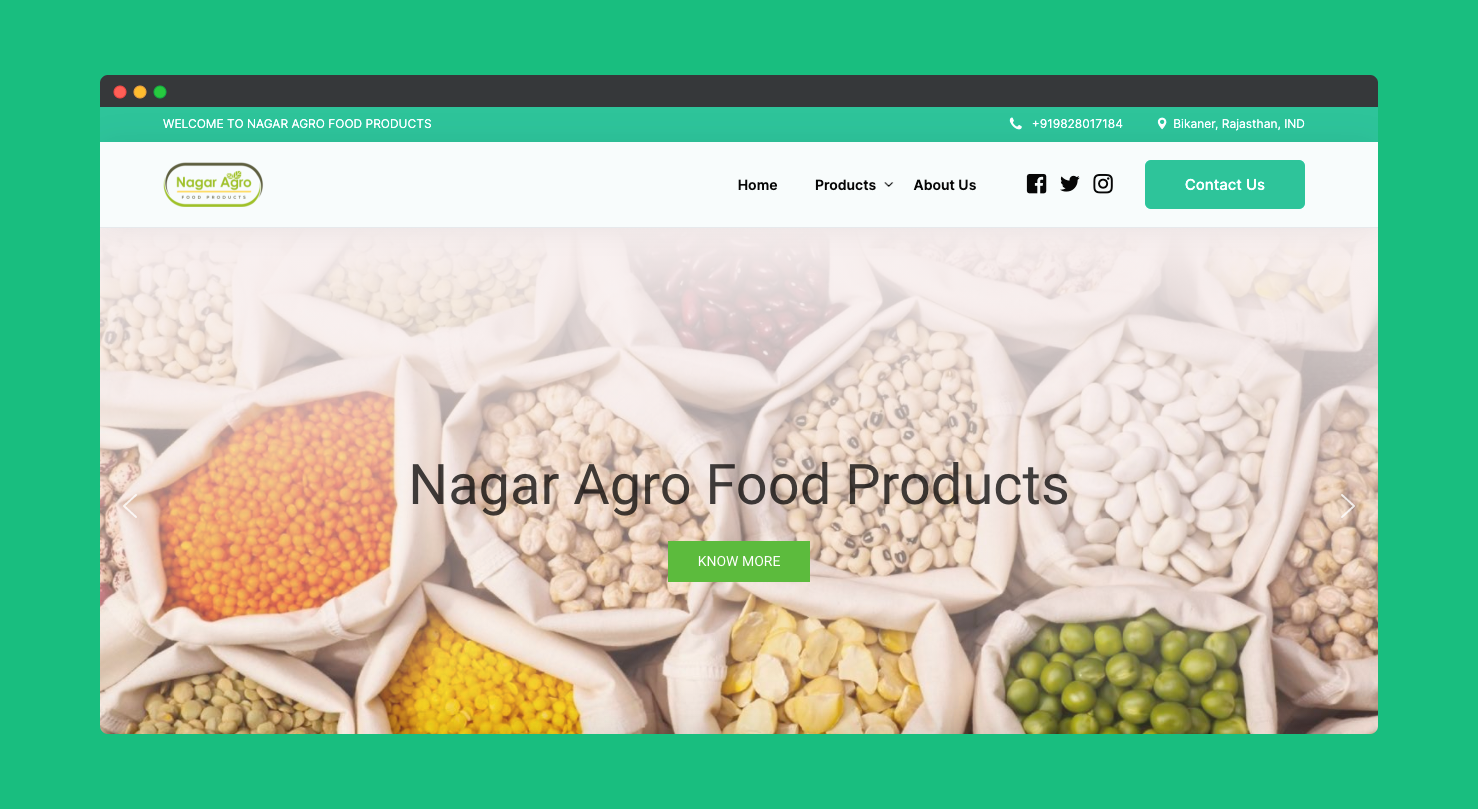 WELCOME TO NAGAR AGRO FOOD PRODUCTS
+919828017184
Bikaner, Rajasthan, IND
Nagar Agro
FOOD PRODUCTS
Home
Products
About Us
Contact Us
Nagar Agro Food Products
KNOW MORE